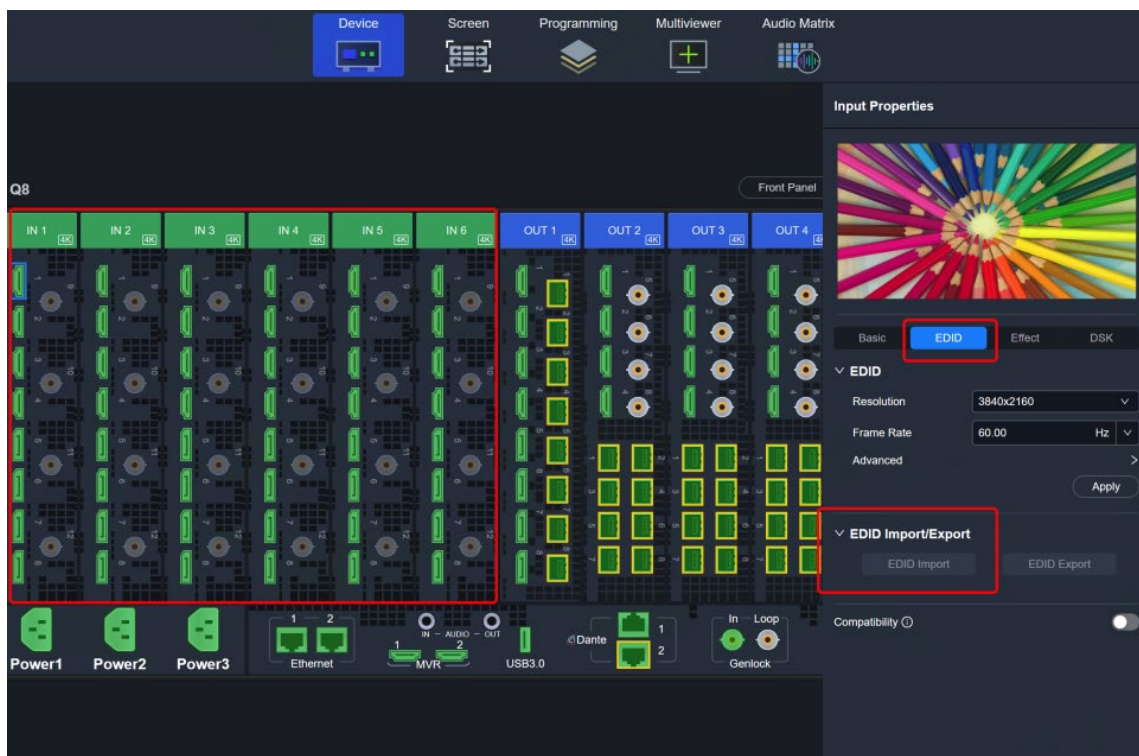 Device Screen Programming Multiviewer Audio Matrix
Input Properties
Q8
Front Panel
IN 1 4K IN 2 4K IN 3 4K IN 4 4K IN 5 4K IN 6 4K OUT 1 4K OUT 2 4K OUT 3 4K OUT 4
Basic EDID Effect DSK
EDID
Resolution 3840x2160
Frame Rate 60.00 Hz
Advanced
Apply
EDID Import/Export
EDID Import EDID Export
Compatibility
1 2 IN – AUDIO – OUT 1 In Loop
1 2 Dante 2
Power1 Power2 Power3 Ethernet MVR USB3.0 Genlock